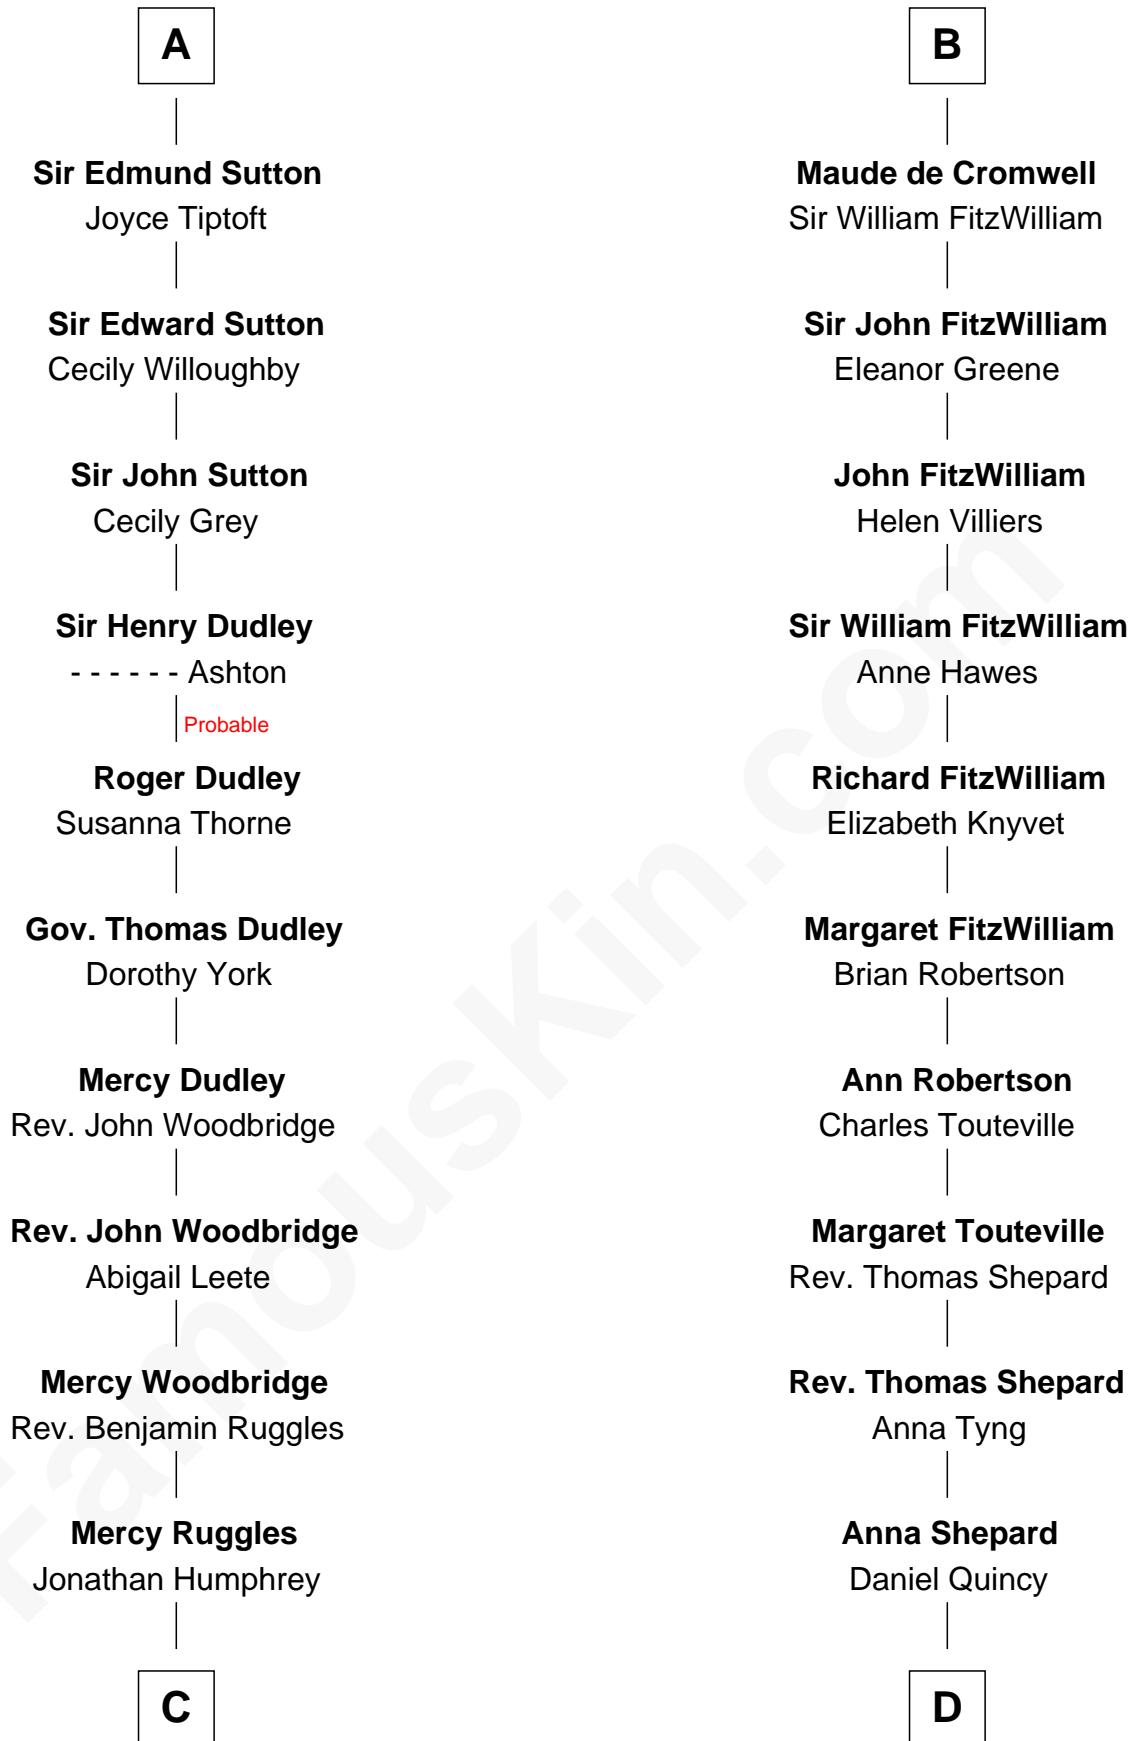 A
Sir Edmund Sutton
Joyce Tiptoft
Sir Edward Sutton
Cecily Willoughby
Sir John Sutton
Cecily Grey
Sir Henry Dudley
- - - - - - Ashton
Probable
Roger Dudley
Susanna Thorne
Gov. Thomas Dudley
Dorothy York
Mercy Dudley
Rev. John Woodbridge
Rev. John Woodbridge
Abigail Leete
Mercy Woodbridge
Rev. Benjamin Ruggles
Mercy Ruggles
Jonathan Humphrey
C
B
Maude de Cromwell
Sir William FitzWilliam
Sir John FitzWilliam
Eleanor Greene
John FitzWilliam
Helen Villiers
Sir William FitzWilliam
Anne Hawes
Richard FitzWilliam
Elizabeth Knyvet
Margaret FitzWilliam
Brian Robertson
Ann Robertson
Charles Touteville
Margaret Touteville
Rev. Thomas Shepard
Rev. Thomas Shepard
Anna Tyng
Anna Shepard
Daniel Quincy
D
FamousKin.com